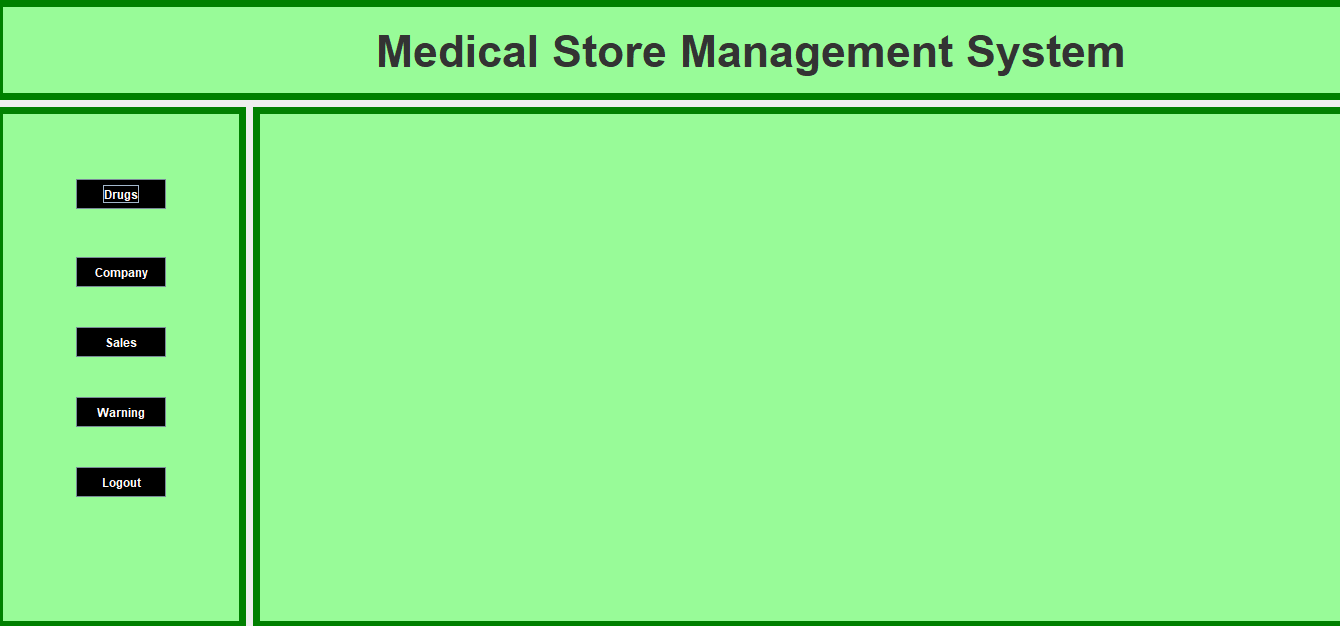 Medical Store Management System
Drugs
Company
Sales
Warning
Logout